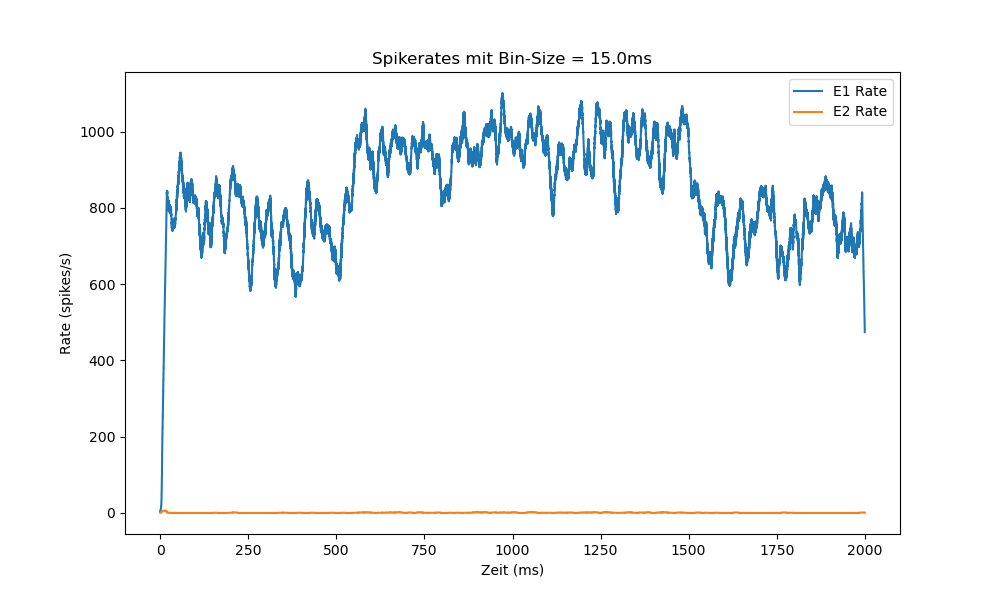 Spikerates mit Bin-Size = 15.0ms
E1 Rate
E2 Rate
Rate (spikes/s)
1000
800
600
400
200
0
0 250 500 750 1000 1250 1500 1750 2000
Zeit (ms)